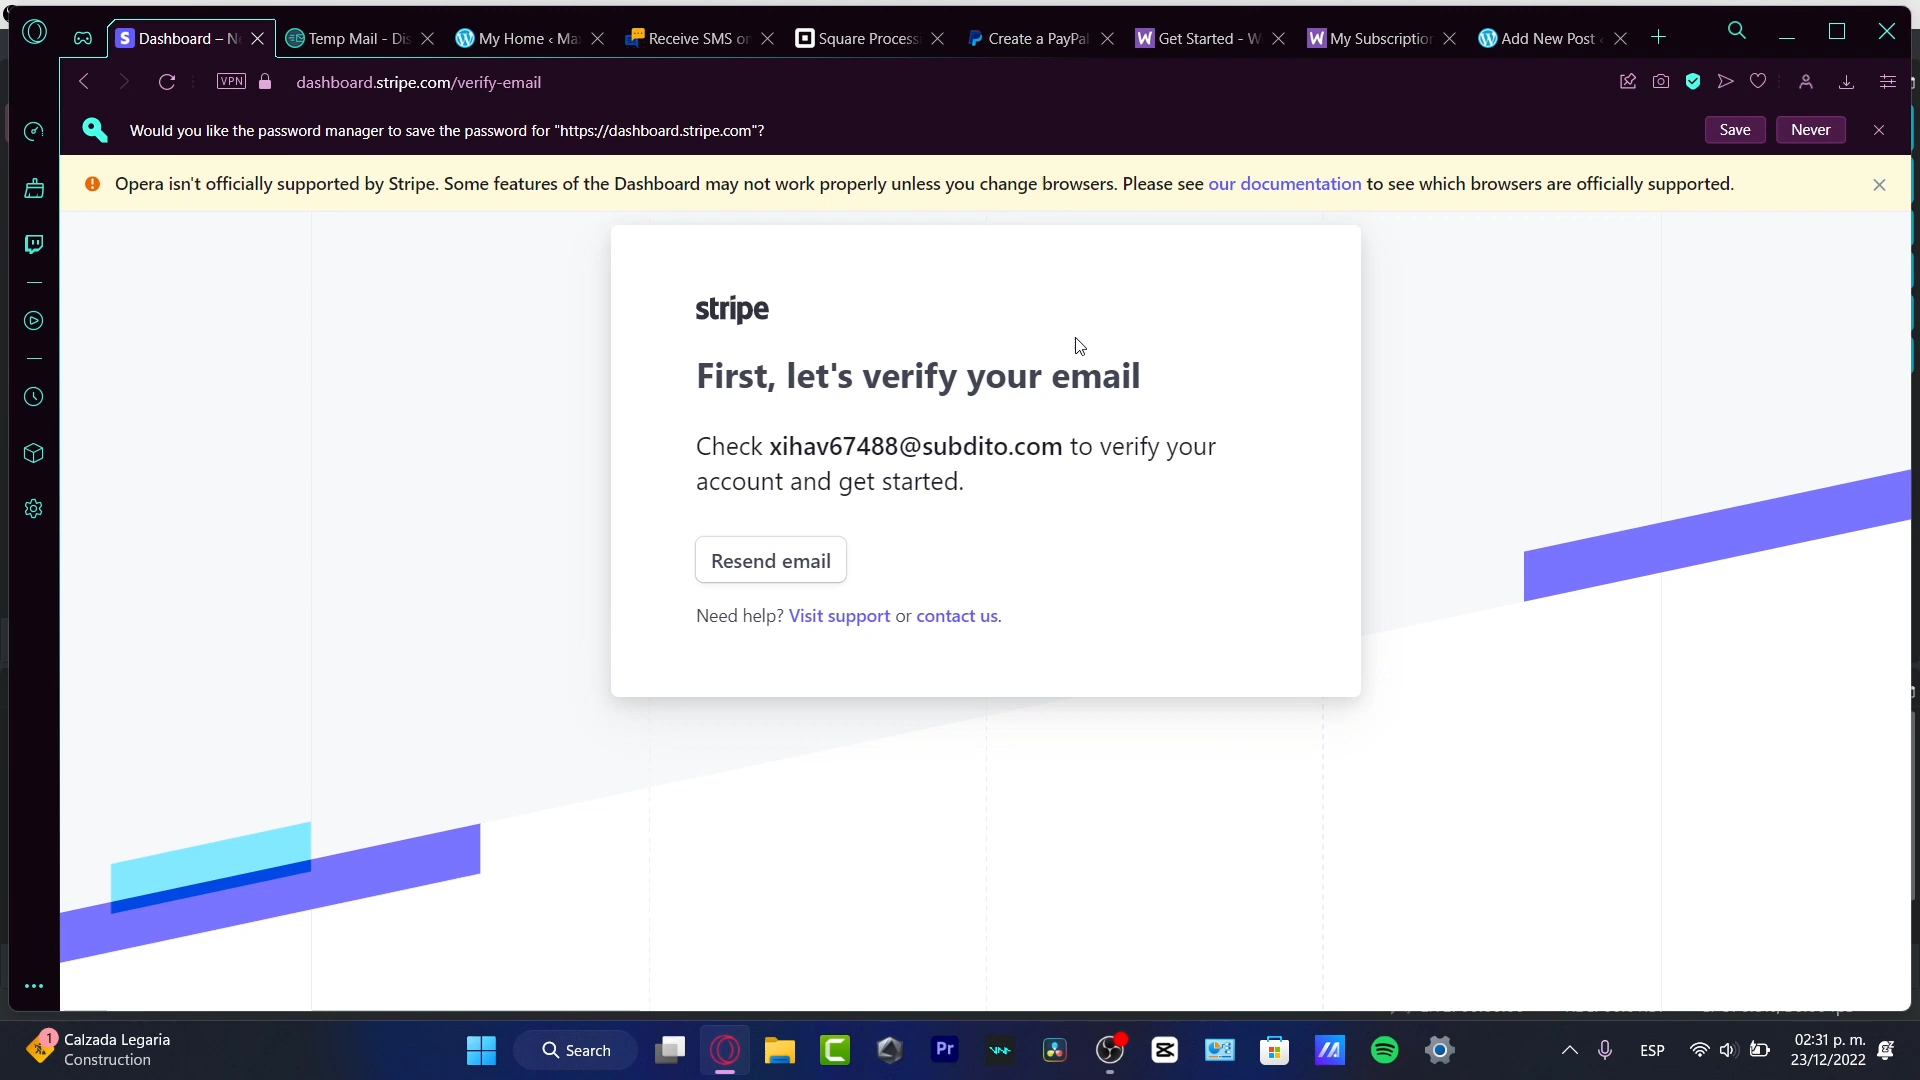 Dashboard – N
Temp Mail - Dis
My Home ‹ Ma
Receive SMS on
Square Process
Create a PayPal
Get Started - W
My Subscription
Add New Post ‹
VPN
dashboard.stripe.com/verify-email
Would you like the password manager to save the password for "https://dashboard.stripe.com"?
Save
Never
Opera isn't officially supported by Stripe. Some features of the Dashboard may not work properly unless you change browsers. Please see our documentation to see which browsers are officially supported.
stripe
First, let's verify your email
Check xihav67488@subdito.com to verify your
account and get started.
Resend email
Need help? Visit support or contact us.
1
Calzada Legaria
Construction
Search
Pr
ESP
02:31 p. m.
23/12/2022